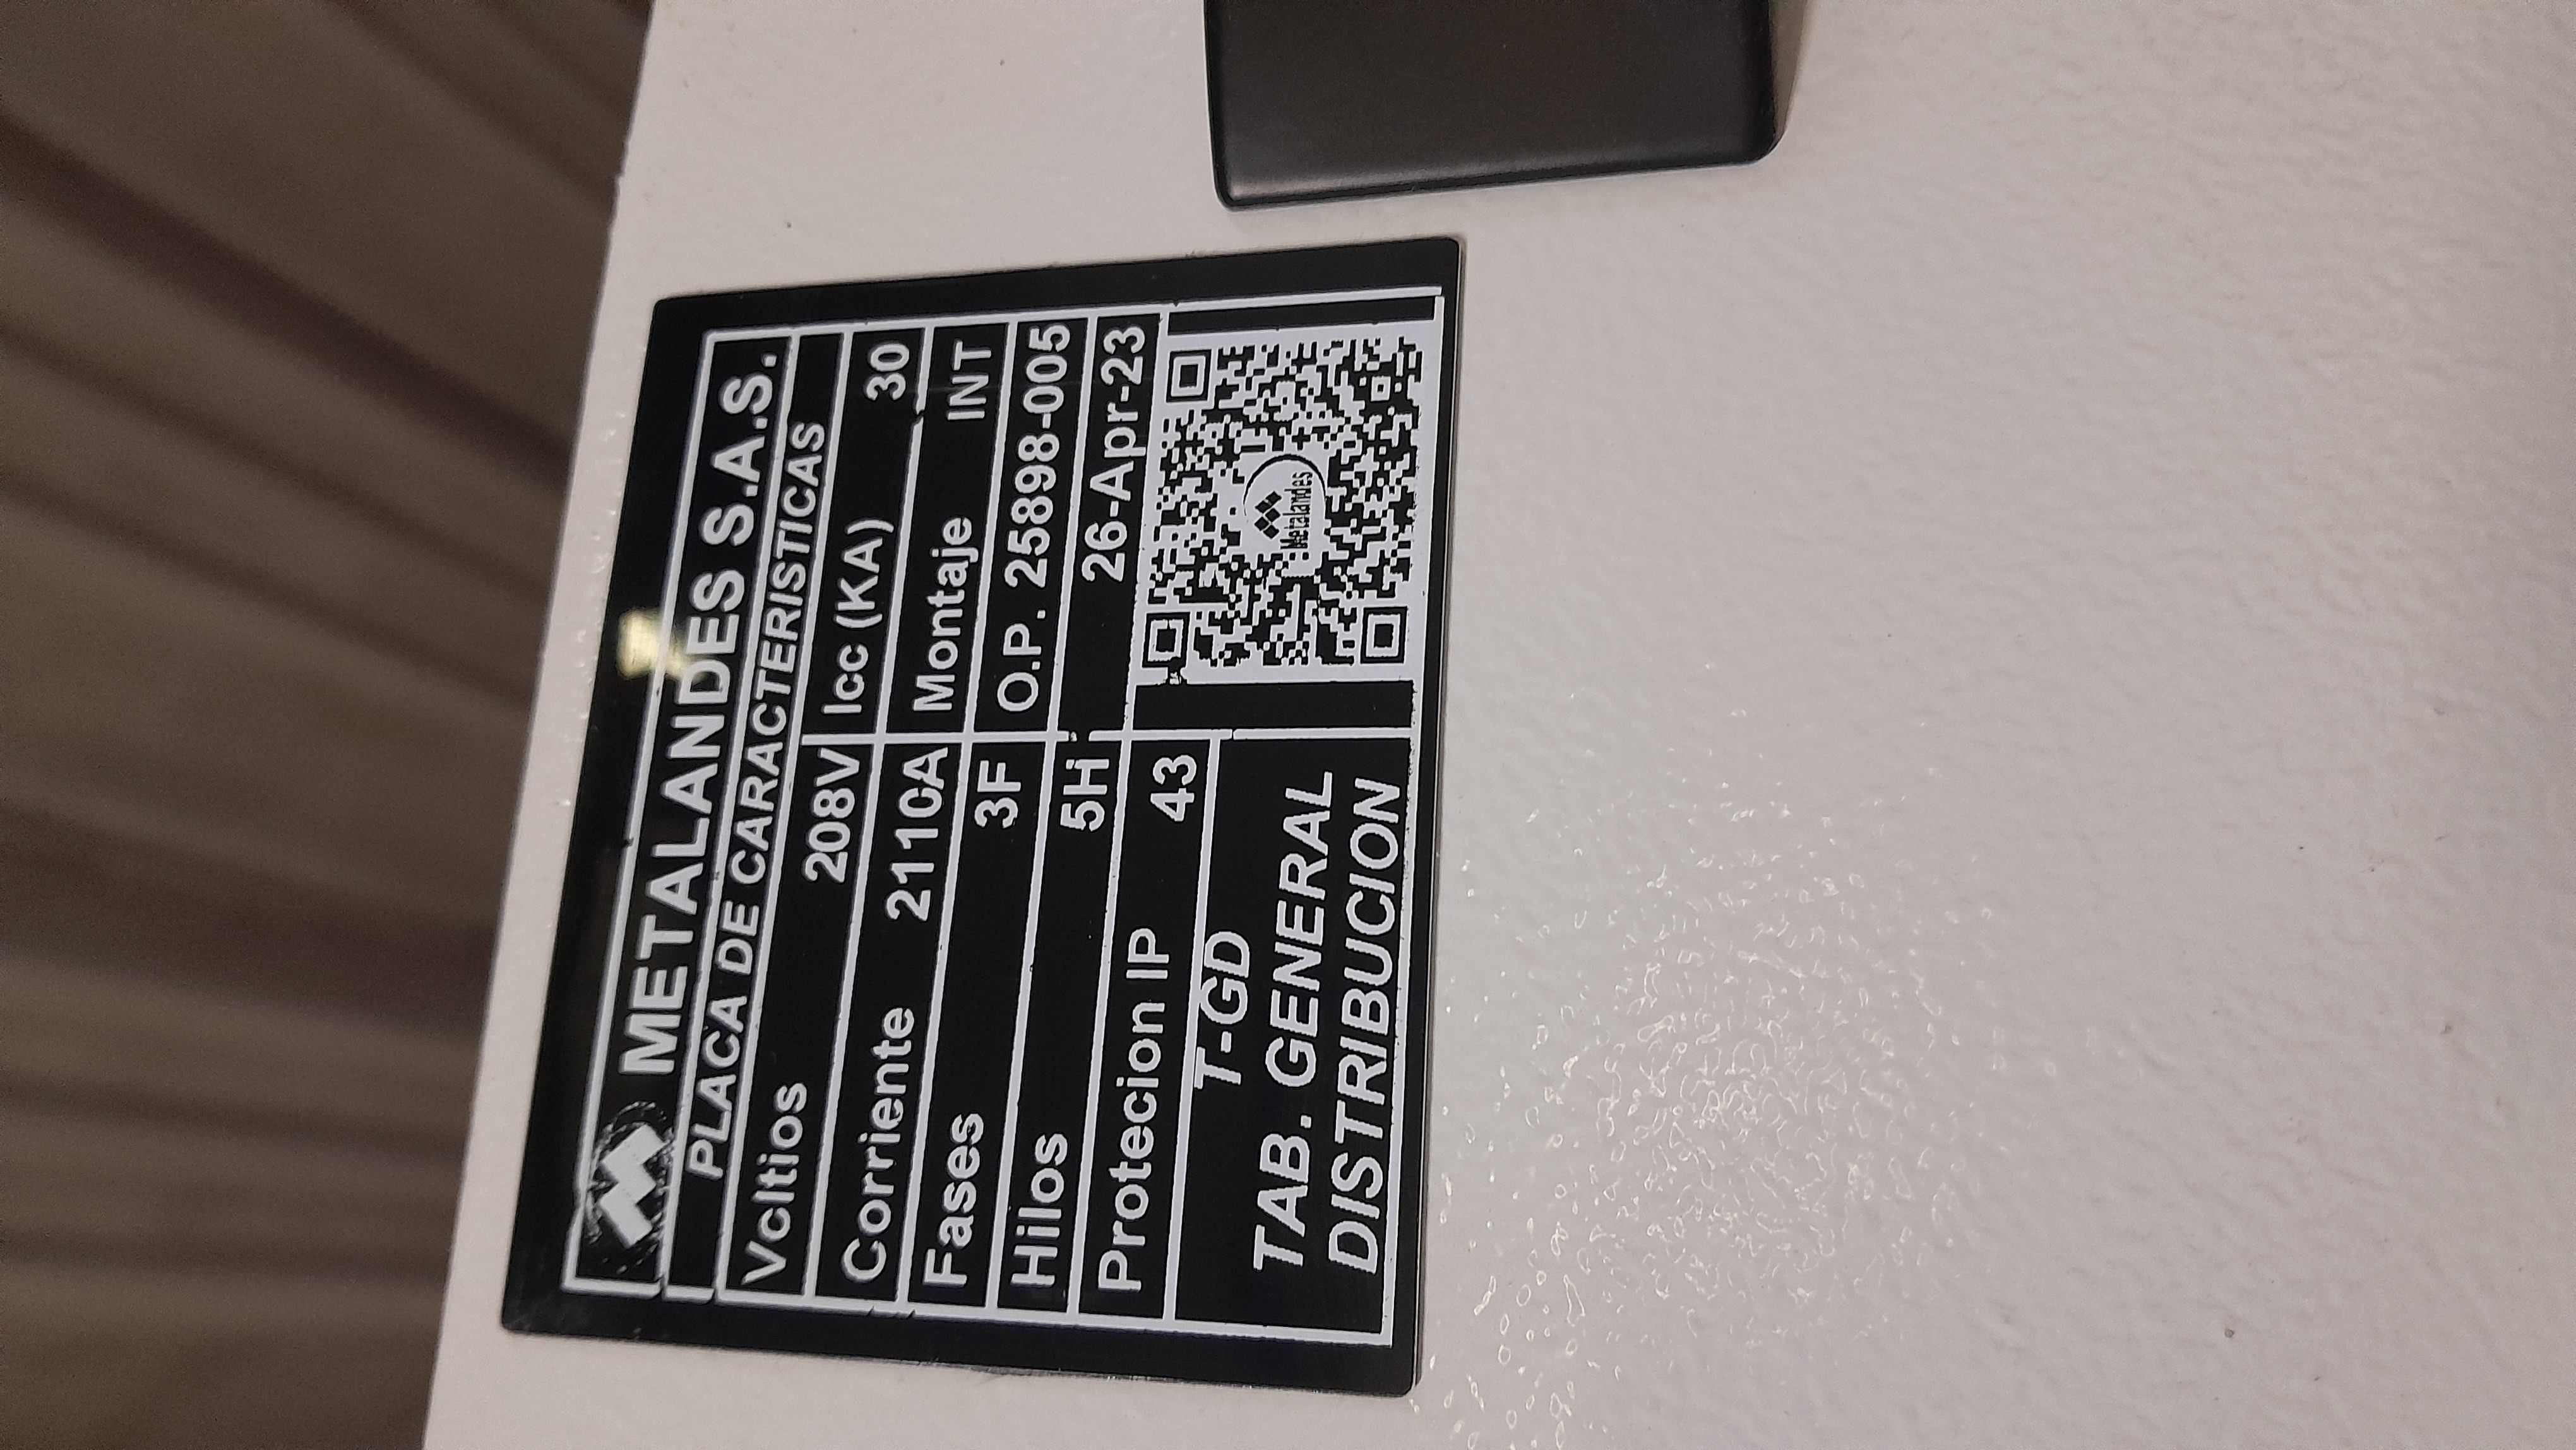 METALANDES S.A.S.
PLACA DE CARACTERISTICAS
Voltios 208V Icc (KA) 30
Corriente 2110A Montaje INT
Fases 3F O.P. 25898-005
Hilos 5H 26-Apr-23
Protecion IP 43
T-GD
TAB. GENERAL
DISTRIBUCION
Metalandes